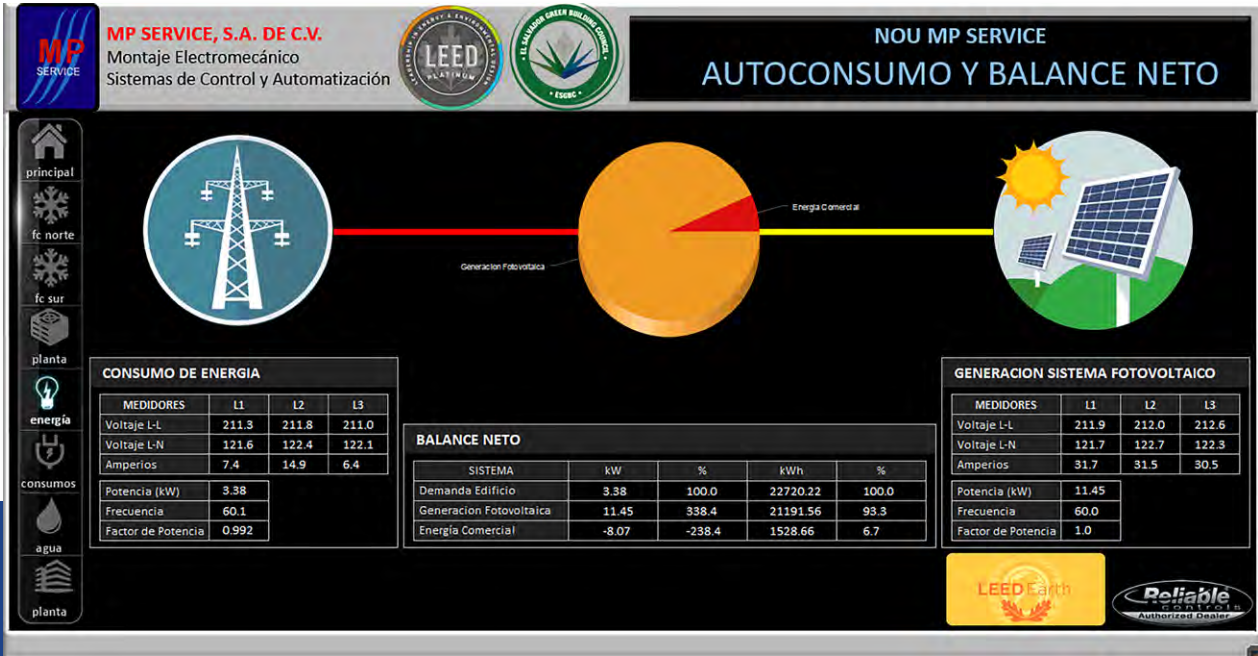 MP
SERVICE
MP SERVICE, S.A. DE C.V.
Montaje Electromecánico
Sistemas de Control y Automatización
LEADERSHIP IN ENERGY & ENVIRONMENTAL DESIGN
LEED
PLATINUM
EL SALVADOR GREEN BUILDING COUNCIL
ESGBC
NOU MP SERVICE
AUTOCONSUMO Y BALANCE NETO
principal
fc norte
fc sur
planta
energía
consumos
agua
planta
Energia Comercial
Generacion Fotovoltaica
CONSUMO DE ENERGIA
MEDIDORES L1 L2 L3
Voltaje L-L 211.3 211.8 211.0
Voltaje L-N 121.6 122.4 122.1
Amperios 7.4 14.9 6.4
Potencia (kW) 3.38
Frecuencia 60.1
Factor de Potencia 0.992
BALANCE NETO
SISTEMA kW % kWh %
Demanda Edificio 3.38 100.0 22720.22 100.0
Generacion Fotovoltaica 11.45 338.4 21191.56 93.3
Energía Comercial -8.07 -238.4 1528.66 6.7
GENERACION SISTEMA FOTOVOLTAICO
MEDIDORES L1 L2 L3
Voltaje L-L 211.9 212.0 212.6
Voltaje L-N 121.7 122.7 122.3
Amperios 31.7 31.5 30.5
Potencia (kW) 11.45
Frecuencia 60.0
Factor de Potencia 1.0
LEED Earth
Reliable
controls
Authorized Dealer